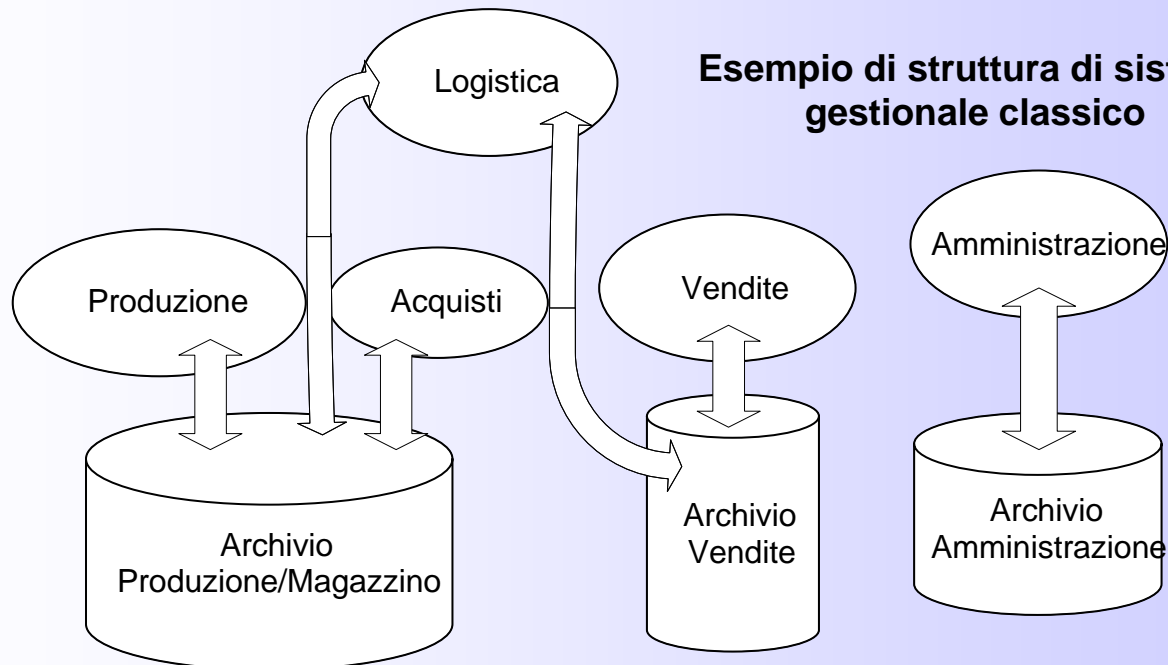 Logistica
Esempio di struttura di sist
gestionale classico
Produzione
Acquisti
Vendite
Amministrazione
Archivio
Produzione/Magazzino
Archivio
Vendite
Archivio
Amministrazione